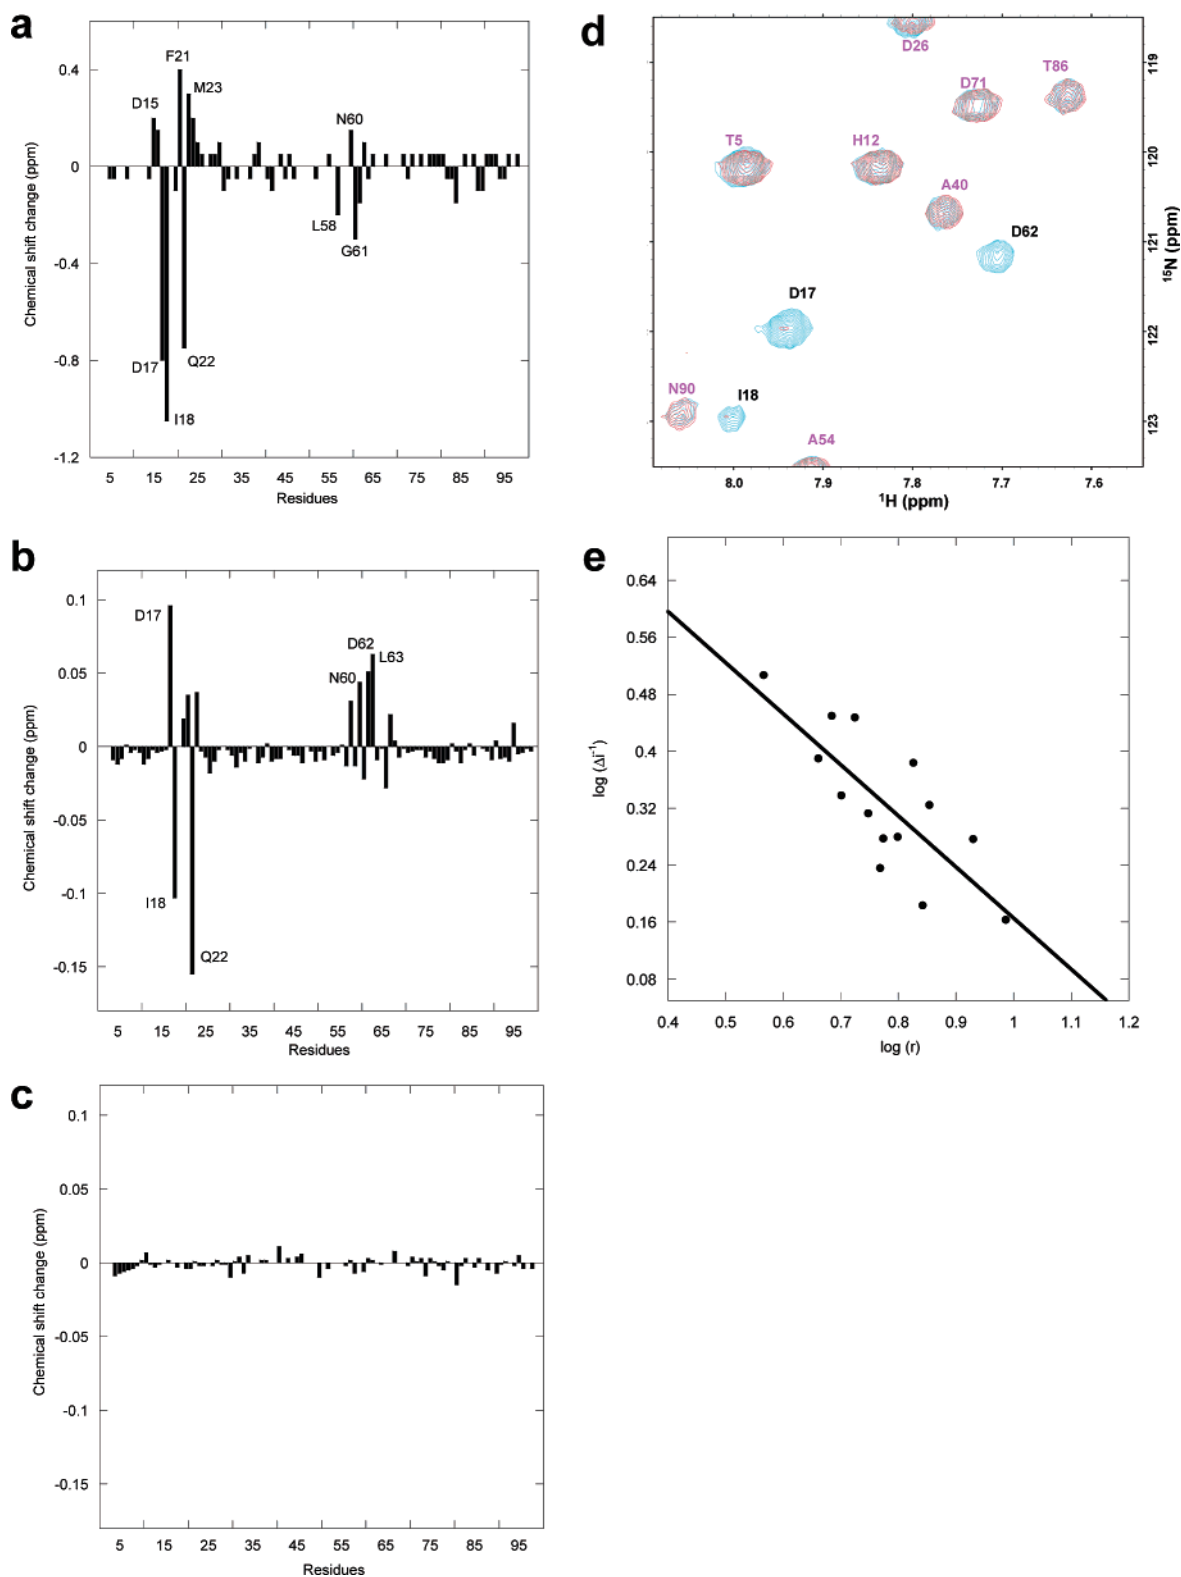 a
Chemical shift change (ppm)
0.4
0
-0.4
-0.8
-1.2
F21
D15
M23
N60
L58
G61
D17
Q22
I18
5 15 25 35 45 55 65 75 85 95
Residues
d
D26
D71
T86
T5
H12
A40
D62
D17
N90
I18
A54
119
120
121
122
123
15N (ppm)
8.0 7.9 7.8 7.7 7.6
1H (ppm)
b
Chemical shift change (ppm)
0.1
0.05
0
-0.05
-0.1
-0.15
D17
D62
L63
N60
I18
Q22
5 15 25 35 45 55 65 75 85 95
Residues
e
log (Δi-1)
0.64
0.56
0.48
0.4
0.32
0.24
0.16
0.08
0.4 0.5 0.6 0.7 0.8 0.9 1 1.1 1.2
log (r)
c
Chemical shift change (ppm)
0.1
0.05
0
-0.05
-0.1
-0.15
5 15 25 35 45 55 65 75 85 95
Residues